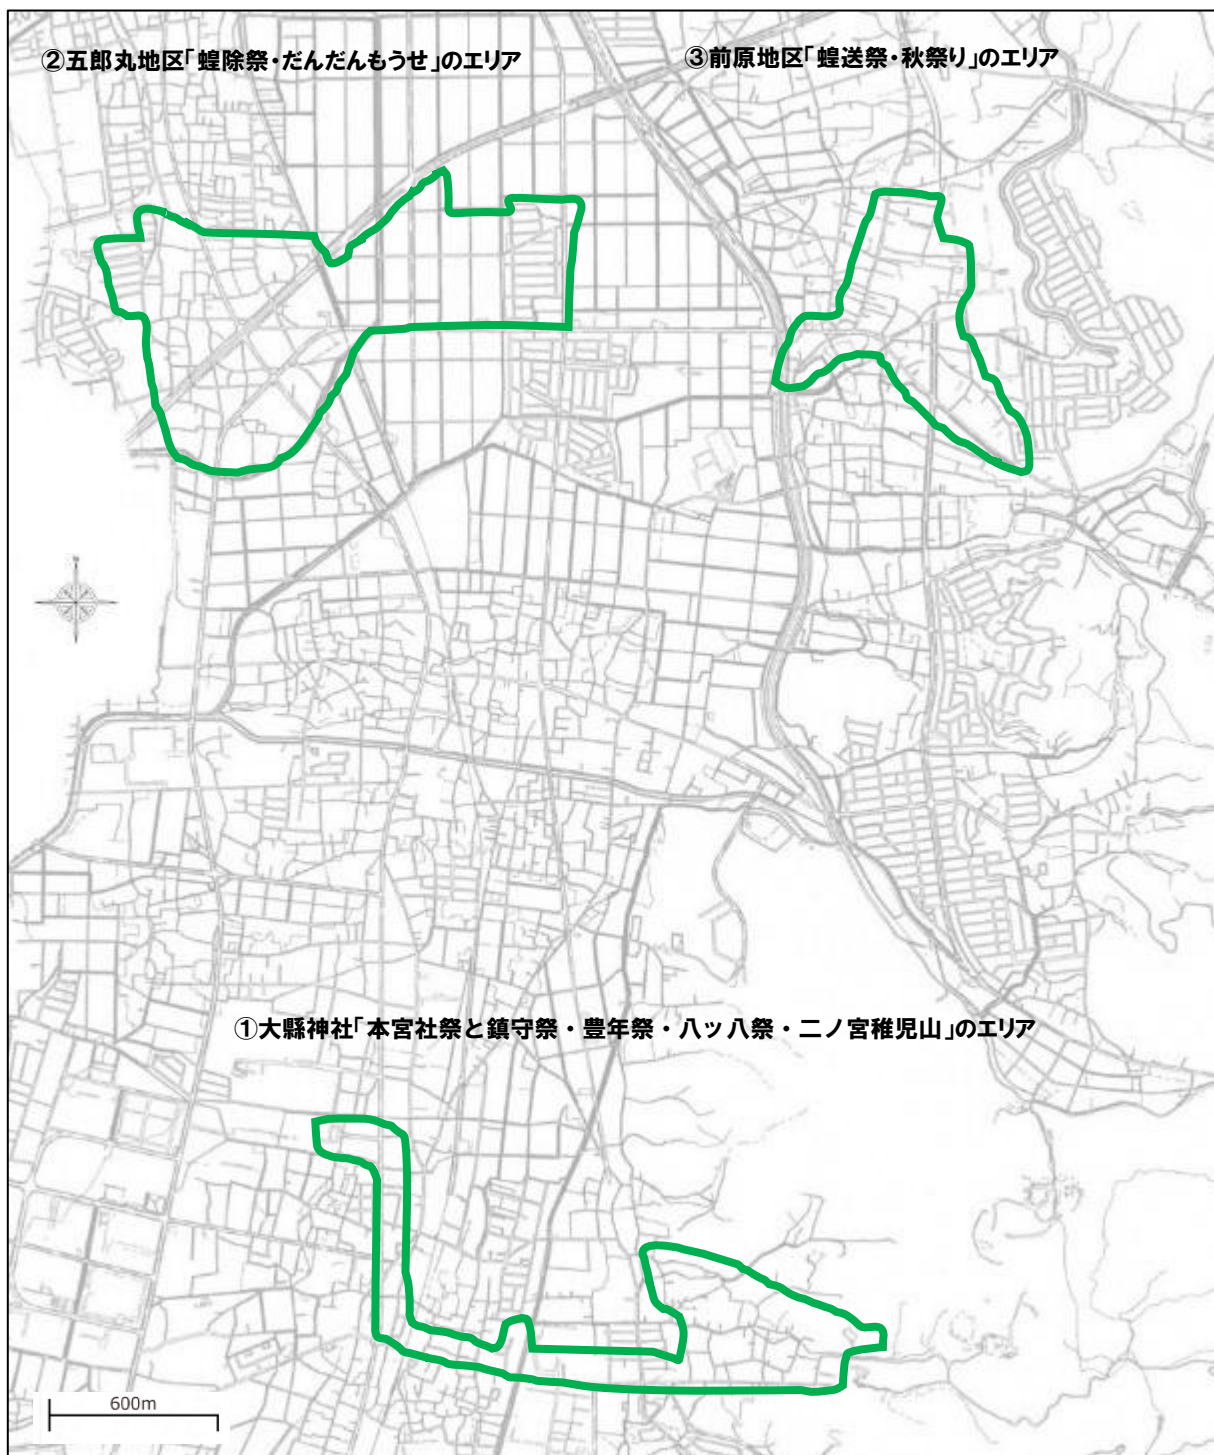 ②五郎丸地区「蝗除祭・だんだんもうせ」のエリア
③前原地区「蝗送祭・秋祭り」のエリア
①大縣神社「本宮社祭と鎮守祭・豊年祭・八ッ八祭・二ノ宮稚児山」のエリア
600m